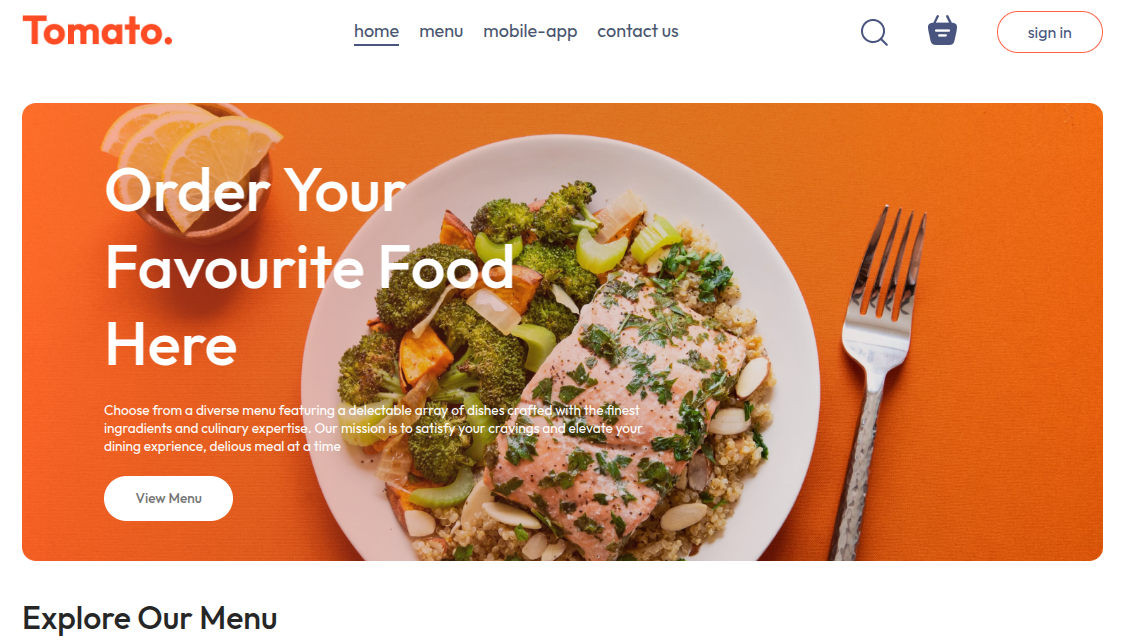 Tomato.
home menu mobile-app contact us
sign in
Order Your
Favourite Food
Here
Choose from a diverse menu featuring a delectable array of dishes crafted with the finest
ingredients and culinary expertise. Our mission is to satisfy your cravings and elevate your
dining exprience, delious meal at a time
View Menu
Explore Our Menu